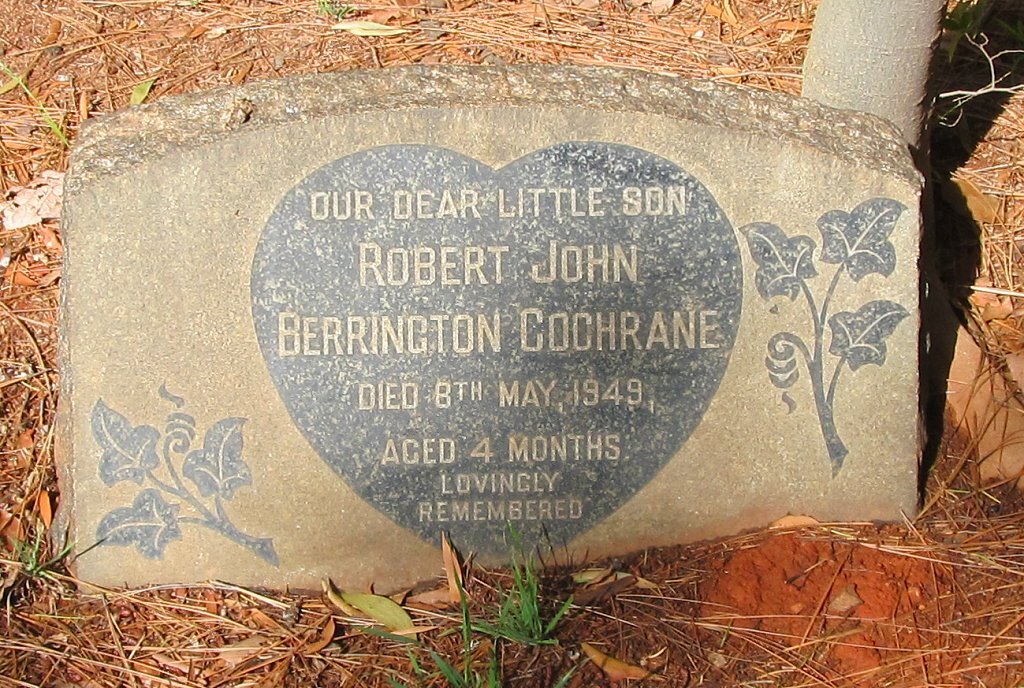 OUR DEAR LITTLE SON
ROBERT JOHN
BERRINGTON COCHRANE
DIED 8TH MAY, 1949,
AGED 4 MONTHS.
LOVINGLY
REMEMBERED